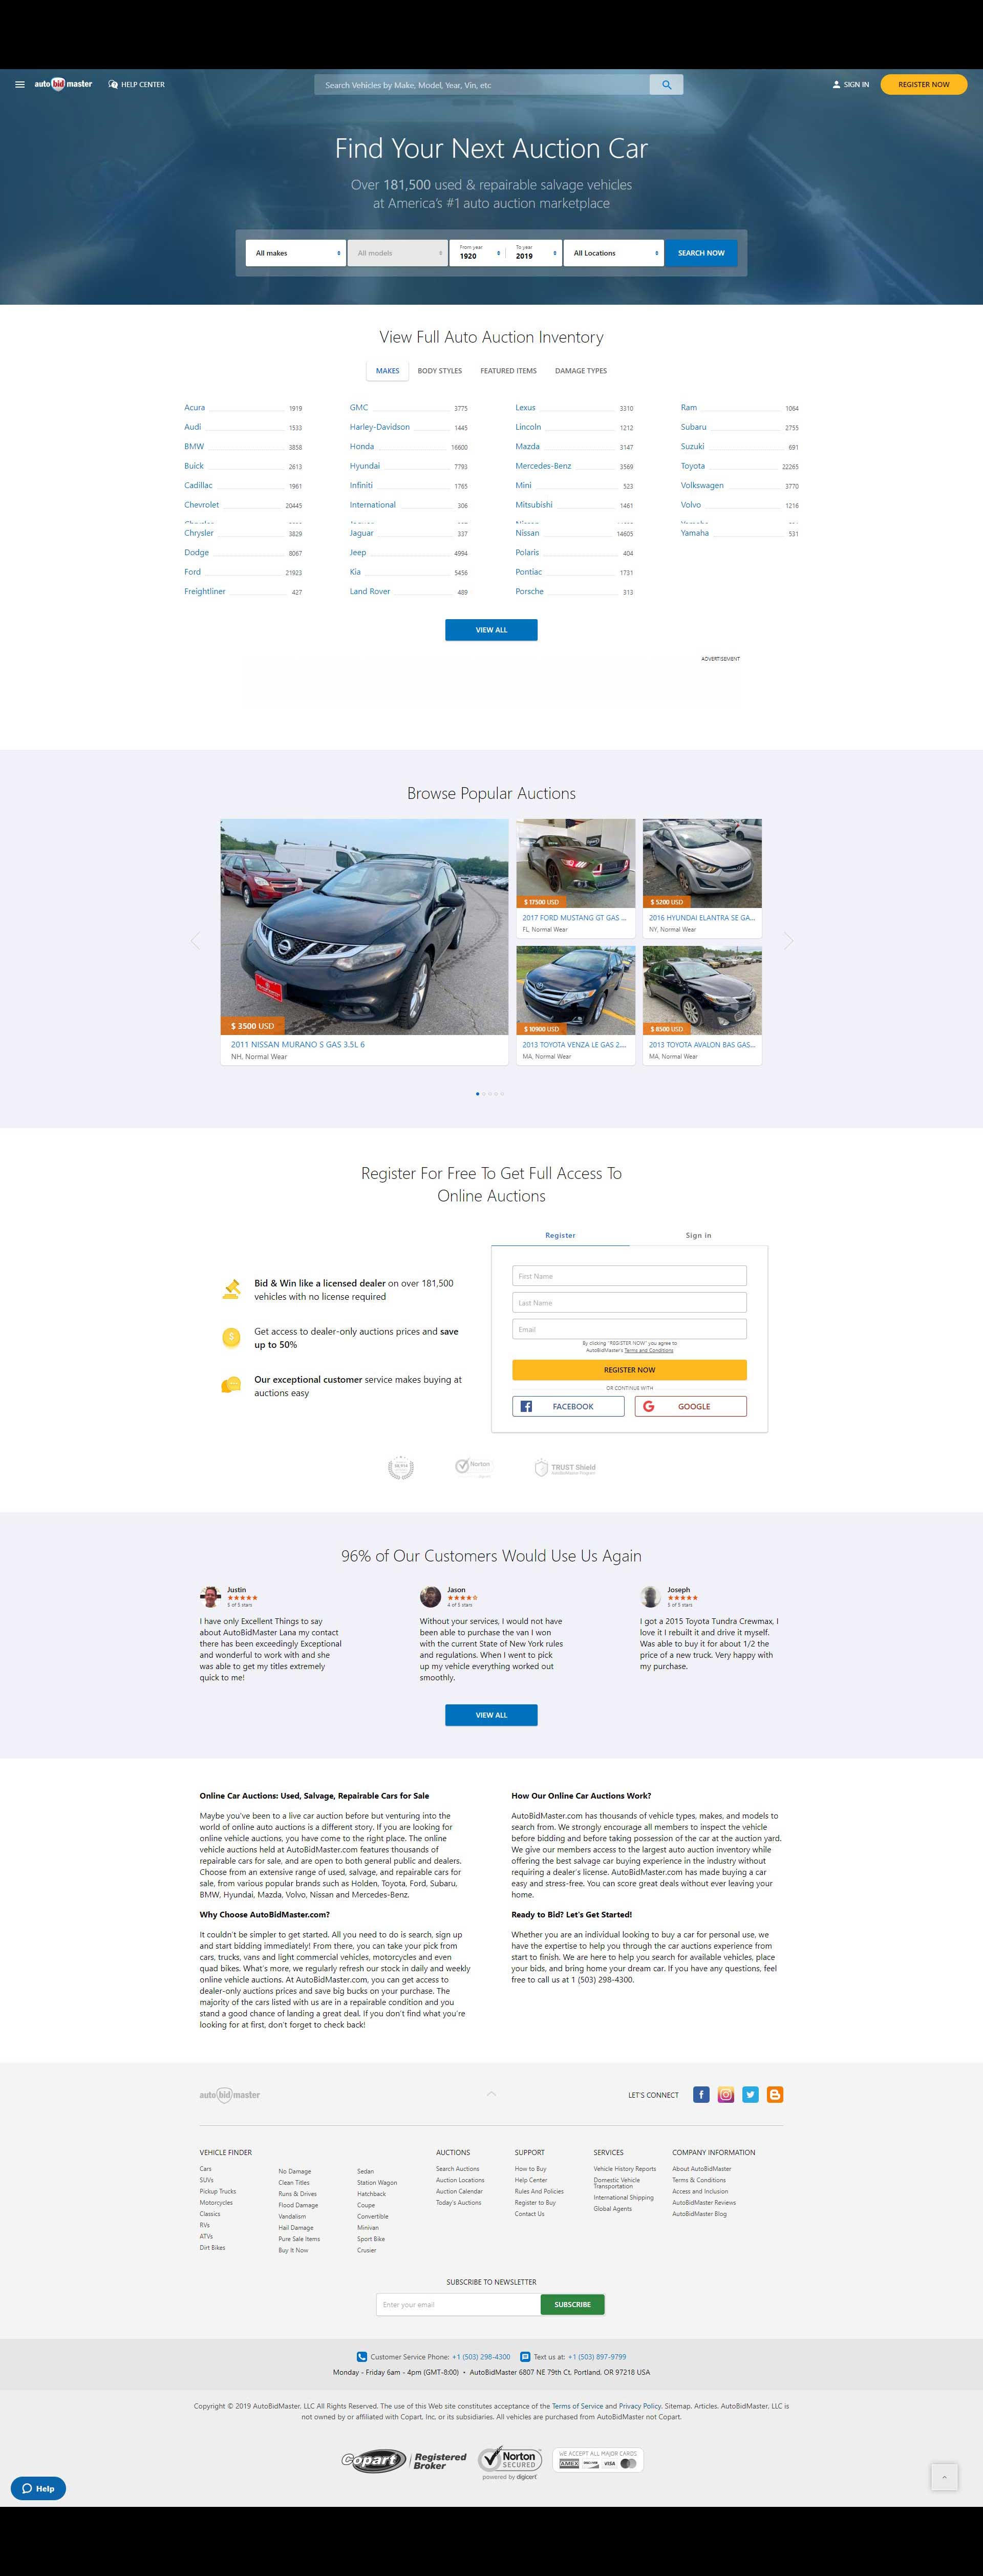 auto bid master
HELP CENTER
Search Vehicles by Make, Model, Year, Vin, etc
SIGN IN
REGISTER NOW
Find Your Next Auction Car
Over 181,500 used & repairable salvage vehicles
at America's #1 auto auction marketplace
All makes
All models
From year
1920
To year
2019
All Locations
SEARCH NOW
View Full Auto Auction Inventory
MAKES BODY STYLES FEATURED ITEMS DAMAGE TYPES
Acura 1919 GMC 3775 Lexus 3310 Ram 1064
Audi 1533 Harley-Davidson 1445 Lincoln 1212 Subaru 2755
BMW 3858 Honda 16600 Mazda 3147 Suzuki 691
Buick 2613 Hyundai 7793 Mercedes-Benz 3569 Toyota 22265
Cadillac 1961 Infiniti 1765 Mini 523 Volkswagen 3770
Chevrolet 20445 International 306 Mitsubishi 1461 Volvo 1216
Chrysler 3829 Jaguar 337 Nissan 14605 Yamaha 531
Dodge 8067 Jeep 4994 Polaris 404
Ford 21923 Kia 5456 Pontiac 1731
Freightliner 427 Land Rover 489 Porsche 313
VIEW ALL
ADVERTISEMENT
Browse Popular Auctions
$ 3500 USD
2011 NISSAN MURANO S GAS 3.5L 6
NH, Normal Wear
$ 17500 USD
2017 FORD MUSTANG GT GAS ...
FL, Normal Wear
$ 5200 USD
2016 HYUNDAI ELANTRA SE GA...
NY, Normal Wear
$ 10900 USD
2013 TOYOTA VENZA LE GAS 2....
MA, Normal Wear
$ 8500 USD
2013 TOYOTA AVALON BAS GAS...
MA, Normal Wear
Register For Free To Get Full Access To
Online Auctions
Bid & Win like a licensed dealer on over 181,500
vehicles with no license required
Get access to dealer-only auctions prices and save
up to 50%
Our exceptional customer service makes buying at
auctions easy
Register
Sign in
First Name
Last Name
Email
By clicking "REGISTER NOW" you agree to
AutoBidMaster's Terms and Conditions
REGISTER NOW
OR CONTINUE WITH
FACEBOOK
GOOGLE
Norton
TRUST Shield
96% of Our Customers Would Use Us Again
Justin
5 of 5 stars
I have only Excellent Things to say
about AutoBidMaster Lana my contact
there has been exceedingly Exceptional
and wonderful to work with and she
was able to get my titles extremely
quick to me!
Jason
4 of 5 stars
Without your services, I would not have
been able to purchase the van I won
with the current State of New York rules
and regulations. When I went to pick
up my vehicle everything worked out
smoothly.
Joseph
5 of 5 stars
I got a 2015 Toyota Tundra Crewmax, I
love it I rebuilt it and drive it myself.
Was able to buy it for about 1/2 the
price of a new truck. Very happy with
my purchase.
VIEW ALL
Online Car Auctions: Used, Salvage, Repairable Cars for Sale
Maybe you've been to a live car auction before but venturing into the
world of online auto auctions is a different story. If you are looking for
online vehicle auctions, you have come to the right place. The online
vehicle auctions held at AutoBidMaster.com features thousands of
repairable cars for sale, and are open to both general public and dealers.
Choose from an extensive range of used, salvage, and repairable cars for
sale, from various popular brands such as Holden, Toyota, Ford, Subaru,
BMW, Hyundai, Mazda, Volvo, Nissan and Mercedes-Benz.
Why Choose AutoBidMaster.com?
It couldn't be simpler to get started. All you need to do is search, sign up
and start bidding immediately! From there, you can take your pick from
cars, trucks, vans and light commercial vehicles, motorcycles and even
quad bikes. What's more, we regularly refresh our stock in daily and weekly
online vehicle auctions. At AutoBidMaster.com, you can get access to
dealer-only auctions prices and save big bucks on your purchase. The
majority of the cars listed with us are in a repairable condition and you
stand a good chance of landing a great deal. If you don't find what you're
looking for at first, don't forget to check back!
How Our Online Car Auctions Work?
AutoBidMaster.com has thousands of vehicle types, makes, and models to
search from. We strongly encourage all members to inspect the vehicle
before bidding and before taking possession of the car at the auction yard.
We give our members access to the largest auto auction inventory while
offering the best salvage car buying experience in the industry without
requiring a dealer's license. AutoBidMaster.com has made buying a car
easy and stress-free. You can score great deals without ever leaving your
home.
Ready to Bid? Let's Get Started!
Whether you are an individual looking to buy a car for personal use, we
have the expertise to help you through the car auctions experience from
start to finish. We are here to help you search for available vehicles, place
your bids, and bring home your dream car. If you have any questions, feel
free to call us at 1 (503) 298-4300.
auto bid master
LET'S CONNECT
VEHICLE FINDER
Cars
SUVs
Pickup Trucks
Motorcycles
Classics
RVs
ATVs
Dirt Bikes
No Damage
Clean Titles
Runs & Drives
Flood Damage
Vandalism
Hail Damage
Pure Sale Items
Buy It Now
Sedan
Station Wagon
Hatchback
Coupe
Convertible
Minivan
Sport Bike
Crusier
AUCTIONS
Search Auctions
Auction Locations
Auction Calendar
Today's Auctions
SUPPORT
How to Buy
Help Center
Rules And Policies
Register to Buy
Contact Us
SERVICES
Vehicle History Reports
Domestic Vehicle
Transportation
International Shipping
Global Agents
COMPANY INFORMATION
About AutoBidMaster
Terms & Conditions
Access and Inclusion
AutoBidMaster Reviews
AutoBidMaster Blog
SUBSCRIBE TO NEWSLETTER
Enter your email
SUBSCRIBE
Customer Service Phone: +1 (503) 298-4300 Text us at: +1 (503) 897-9799
Monday - Friday 6am - 4pm (GMT-8:00) • AutoBidMaster 6807 NE 79th Ct, Portland, OR 97218 USA
Copyright © 2019 AutoBidMaster, LLC All Rights Reserved. The use of this Web site constitutes acceptance of the Terms of Service and Privacy Policy. Sitemap. Articles. AutoBidMaster, LLC is
not owned by or affiliated with Copart, Inc. or its subsidiaries. All vehicles are purchased from AutoBidMaster not Copart.
Copart Registered
Broker
Norton
SECURED
powered by digicert
WE ACCEPT ALL MAJOR CARDS
AMEX
VISA
Help